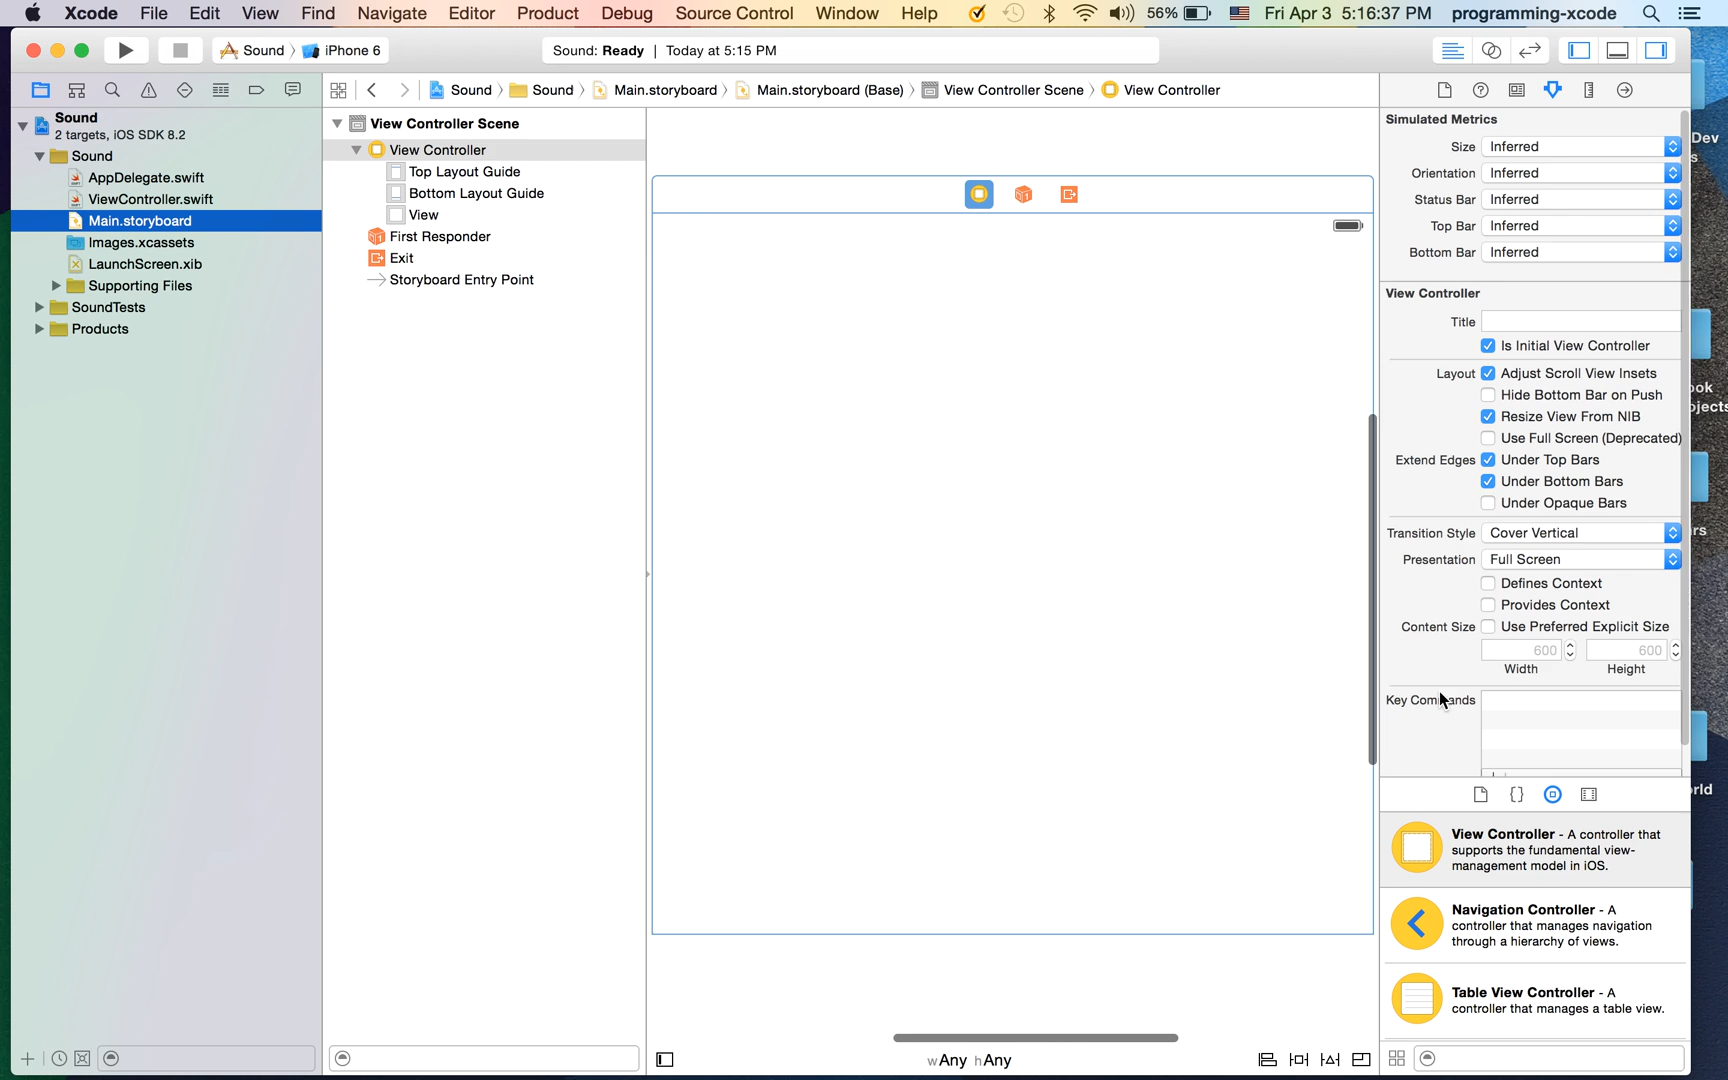 Xcode File Edit View Find Navigate Editor Product Debug Source Control Window Help 56% Fri Apr 3 5:16:37 PM programming-xcode
Sound iPhone 6 Sound: Ready | Today at 5:15 PM
Sound Sound Main.storyboard Main.storyboard (Base) View Controller Scene View Controller
Sound
2 targets, iOS SDK 8.2
Sound
AppDelegate.swift
ViewController.swift
Main.storyboard
Images.xcassets
LaunchScreen.xib
Supporting Files
SoundTests
Products
View Controller Scene
View Controller
Top Layout Guide
Bottom Layout Guide
View
First Responder
Exit
Storyboard Entry Point
wAny hAny
Simulated Metrics
Size Inferred
Orientation Inferred
Status Bar Inferred
Top Bar Inferred
Bottom Bar Inferred
View Controller
Title
Is Initial View Controller
Layout Adjust Scroll View Insets
Hide Bottom Bar on Push
Resize View From NIB
Use Full Screen (Deprecated)
Extend Edges Under Top Bars
Under Bottom Bars
Under Opaque Bars
Transition Style Cover Vertical
Presentation Full Screen
Defines Context
Provides Context
Content Size Use Preferred Explicit Size
600 600
Width Height
Key Commands
View Controller - A controller that
supports the fundamental view-
management model in iOS.
Navigation Controller - A
controller that manages navigation
through a hierarchy of views.
Table View Controller - A
controller that manages a table view.
Dev